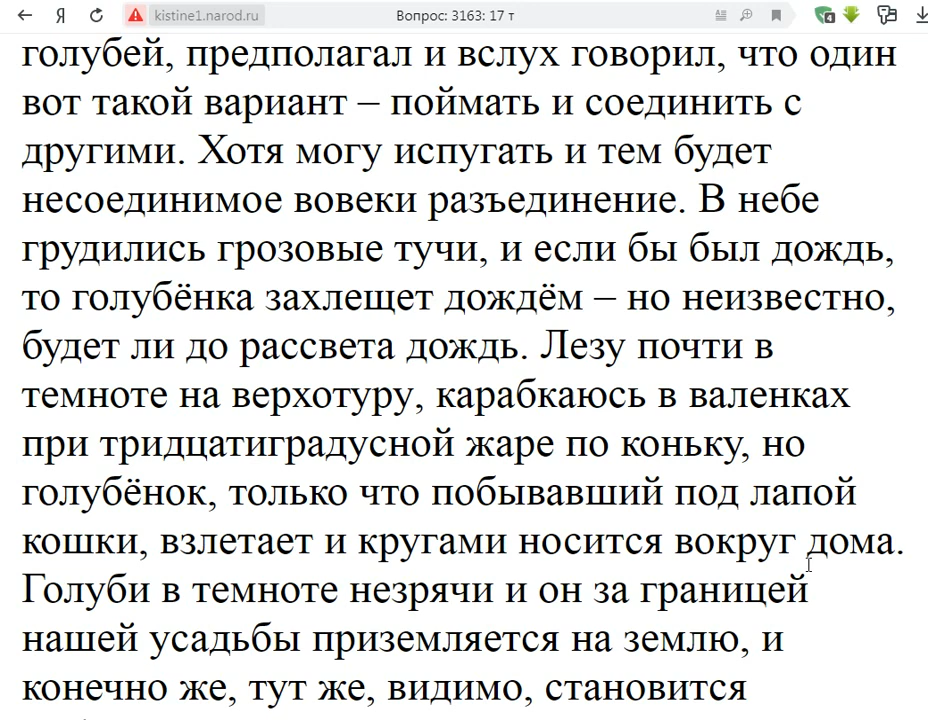 kistine1.narod.ru
Вопрос: 3163: 17 т
4
голубей, предполагал и вслух говорил, что один
вот такой вариант – поймать и соединить с
другими. Хотя могу испугать и тем будет
несоединимое вовеки разъединение. В небе
грудились грозовые тучи, и если бы был дождь,
то голубёнка захлещет дождём – но неизвестно,
будет ли до рассвета дождь. Лезу почти в
темноте на верхотуру, карабкаюсь в валенках
при тридцатиградусной жаре по коньку, но
голубёнок, только что побывавший под лапой
кошки, взлетает и кругами носится вокруг дома.
Голуби в темноте незрячи и он за границей
нашей усадьбы приземляется на землю, и
конечно же, тут же, видимо, становится